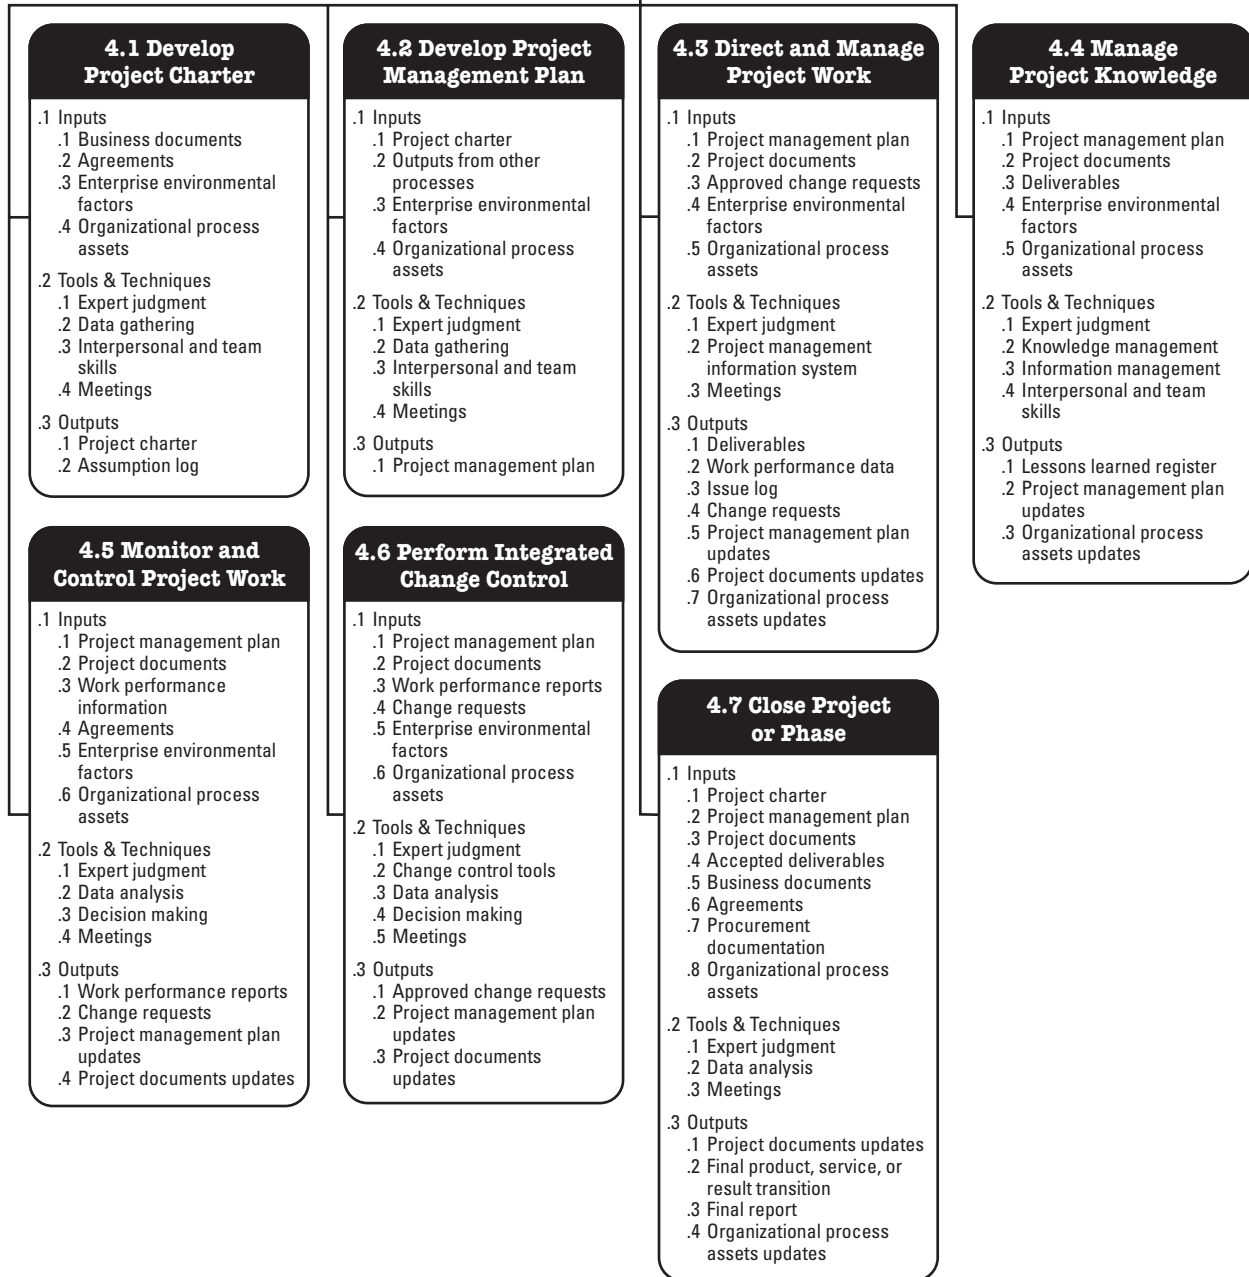 4.1 Develop
Project Charter
.1 Inputs
.1 Business documents
.2 Agreements
.3 Enterprise environmental
factors
.4 Organizational process
assets
.2 Tools & Techniques
.1 Expert judgment
.2 Data gathering
.3 Interpersonal and team
skills
.4 Meetings
.3 Outputs
.1 Project charter
.2 Assumption log
4.2 Develop Project
Management Plan
.1 Inputs
.1 Project charter
.2 Outputs from other
processes
.3 Enterprise environmental
factors
.4 Organizational process
assets
.2 Tools & Techniques
.1 Expert judgment
.2 Data gathering
.3 Interpersonal and team
skills
.4 Meetings
.3 Outputs
.1 Project management plan
4.3 Direct and Manage
Project Work
.1 Inputs
.1 Project management plan
.2 Project documents
.3 Approved change requests
.4 Enterprise environmental
factors
.5 Organizational process
assets
.2 Tools & Techniques
.1 Expert judgment
.2 Project management
information system
.3 Meetings
.3 Outputs
.1 Deliverables
.2 Work performance data
.3 Issue log
.4 Change requests
.5 Project management plan
updates
.6 Project documents updates
.7 Organizational process
assets updates
4.4 Manage
Project Knowledge
.1 Inputs
.1 Project management plan
.2 Project documents
.3 Deliverables
.4 Enterprise environmental
factors
.5 Organizational process
assets
.2 Tools & Techniques
.1 Expert judgment
.2 Knowledge management
.3 Information management
.4 Interpersonal and team
skills
.3 Outputs
.1 Lessons learned register
.2 Project management plan
updates
.3 Organizational process
assets updates
4.5 Monitor and
Control Project Work
.1 Inputs
.1 Project management plan
.2 Project documents
.3 Work performance
information
.4 Agreements
.5 Enterprise environmental
factors
.6 Organizational process
assets
.2 Tools & Techniques
.1 Expert judgment
.2 Data analysis
.3 Decision making
.4 Meetings
.3 Outputs
.1 Work performance reports
.2 Change requests
.3 Project management plan
updates
.4 Project documents updates
4.6 Perform Integrated
Change Control
.1 Inputs
.1 Project management plan
.2 Project documents
.3 Work performance reports
.4 Change requests
.5 Enterprise environmental
factors
.6 Organizational process
assets
.2 Tools & Techniques
.1 Expert judgment
.2 Change control tools
.3 Data analysis
.4 Decision making
.5 Meetings
.3 Outputs
.1 Approved change requests
.2 Project management plan
updates
.3 Project documents
updates
4.7 Close Project
or Phase
.1 Inputs
.1 Project charter
.2 Project management plan
.3 Project documents
.4 Accepted deliverables
.5 Business documents
.6 Agreements
.7 Procurement
documentation
.8 Organizational process
assets
.2 Tools & Techniques
.1 Expert judgment
.2 Data analysis
.3 Meetings
.3 Outputs
.1 Project documents updates
.2 Final product, service, or
result transition
.3 Final report
.4 Organizational process
assets updates